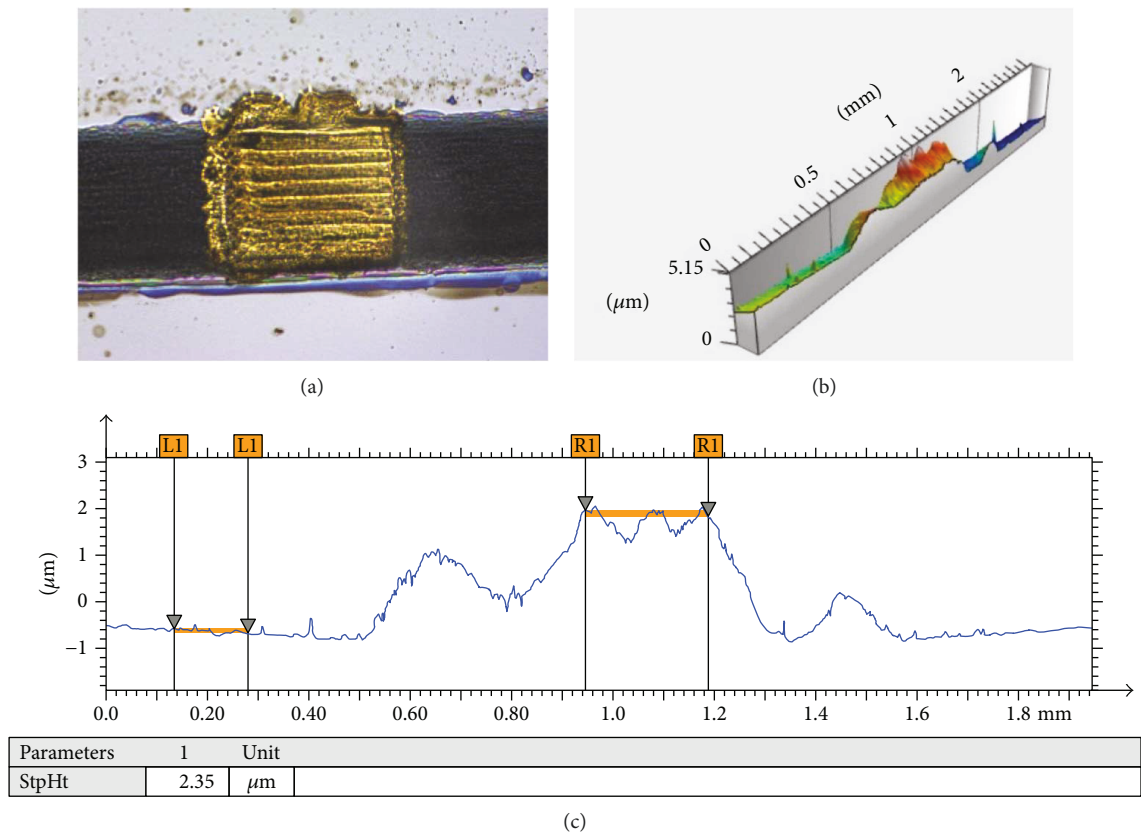 2
(mm)
1
0.5
0
5.15
(μm)
0
(a)
(b)
L1 L1 R1 R1
3
2
1
0
−1
(μm)
0.0 0.20 0.40 0.60 0.80 1.0 1.2 1.4 1.6 1.8 mm
Parameters 1 Unit
StpHt 2.35 μm
(c)